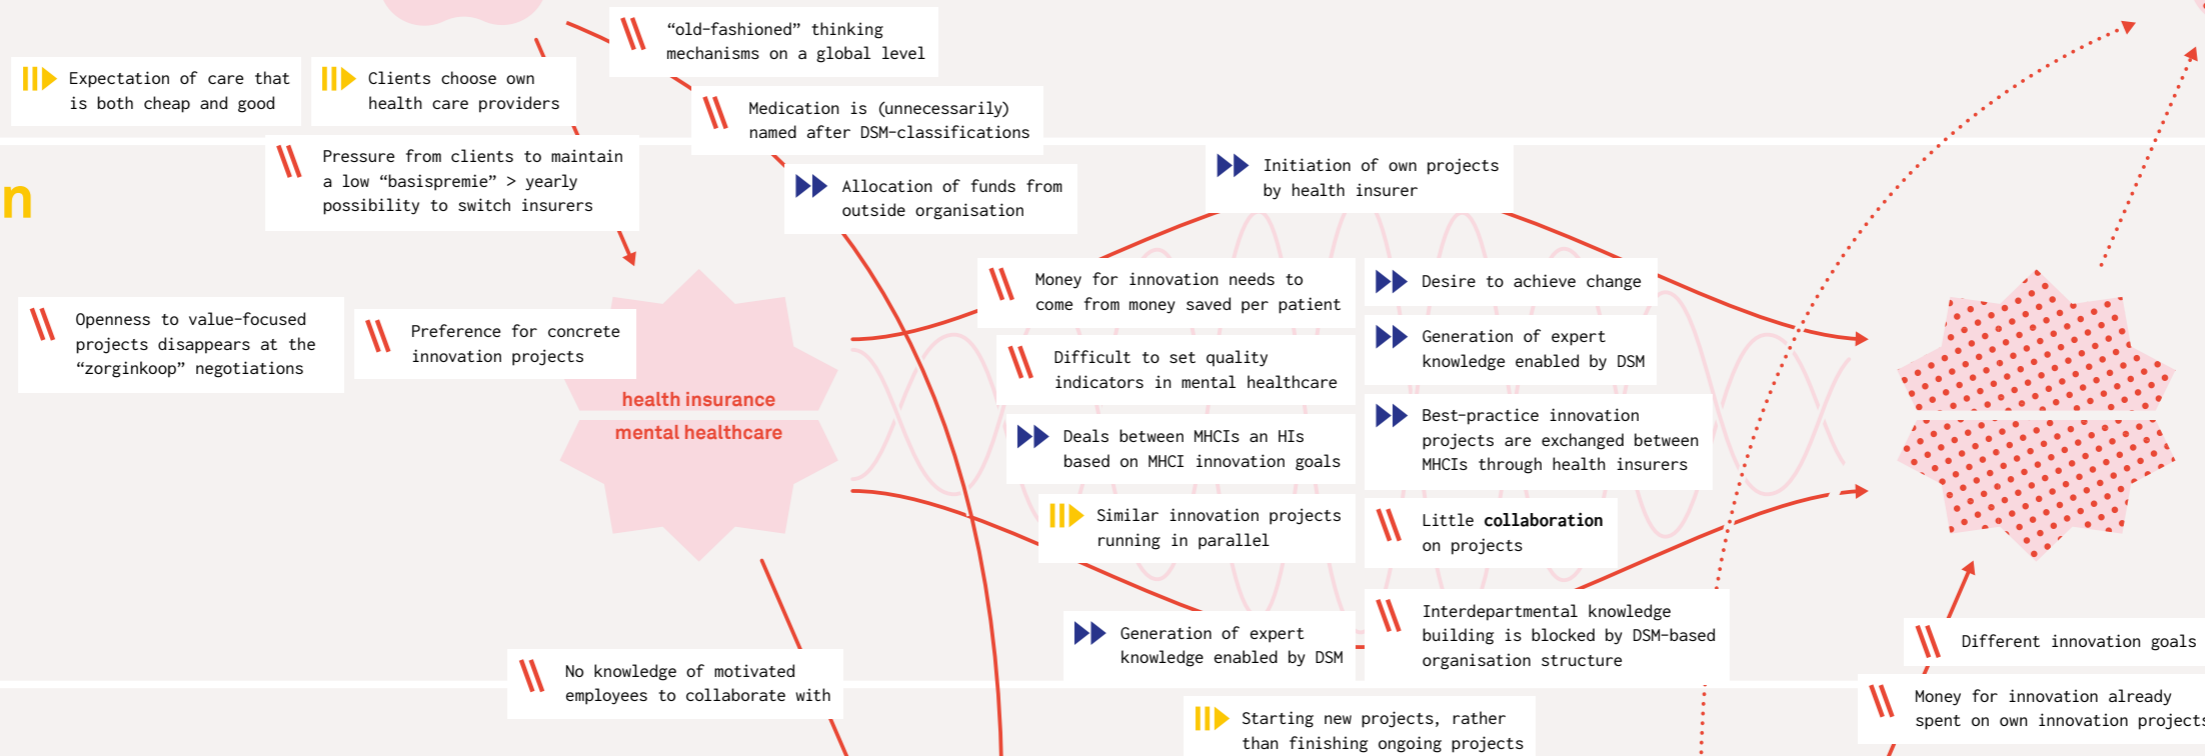 "old-fashioned" thinking
mechanisms on a global level
Expectation of care that
is both cheap and good
Clients choose own
health care providers
Medication is (unnecessarily)
named after DSM-classifications
Pressure from clients to maintain
a low "basispremie" > yearly
possibility to switch insurers
n
Allocation of funds from
outside organisation
Initiation of own projects
by health insurer
Openness to value-focused
projects disappears at the
"zorginkoop" negotiations
Preference for concrete
innovation projects
health insurance
mental healthcare
Money for innovation needs to
come from money saved per patient
Desire to achieve change
Difficult to set quality
indicators in mental healthcare
Generation of expert
knowledge enabled by DSM
Deals between MHCIs an HIs
based on MHCI innovation goals
Best-practice innovation
projects are exchanged between
MHCIs through health insurers
Similar innovation projects
running in parallel
Little collaboration
on projects
Generation of expert
knowledge enabled by DSM
Interdepartmental knowledge
building is blocked by DSM-based
organisation structure
No knowledge of motivated
employees to collaborate with
Starting new projects, rather
than finishing ongoing projects
Different innovation goals
Money for innovation already
spent on own innovation projects